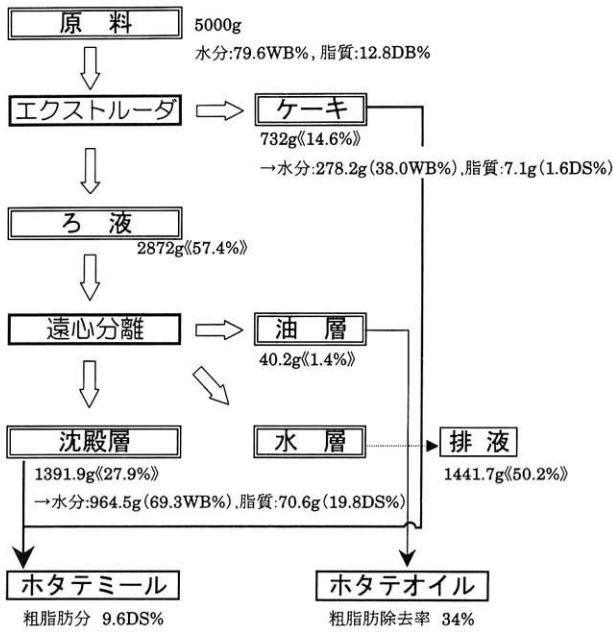 原料
5000g
水分:79.6WB%, 脂質:12.8DB%
エクストルーダ
ケーキ
732g《14.6%》
→水分:278.2g(38.0WB%),脂質:7.1g(1.6DS%)
ろ液
2872g《57.4%》
遠心分離
油層
40.2g《1.4%》
沈殿層
水層
排液
1391.9g《27.9%》
1441.7g《50.2%》
→水分:964.5g(69.3WB%),脂質:70.6g(19.8DS%)
ホタテミール
ホタテオイル
粗脂肪分 9.6DS%
粗脂肪除去率 34%